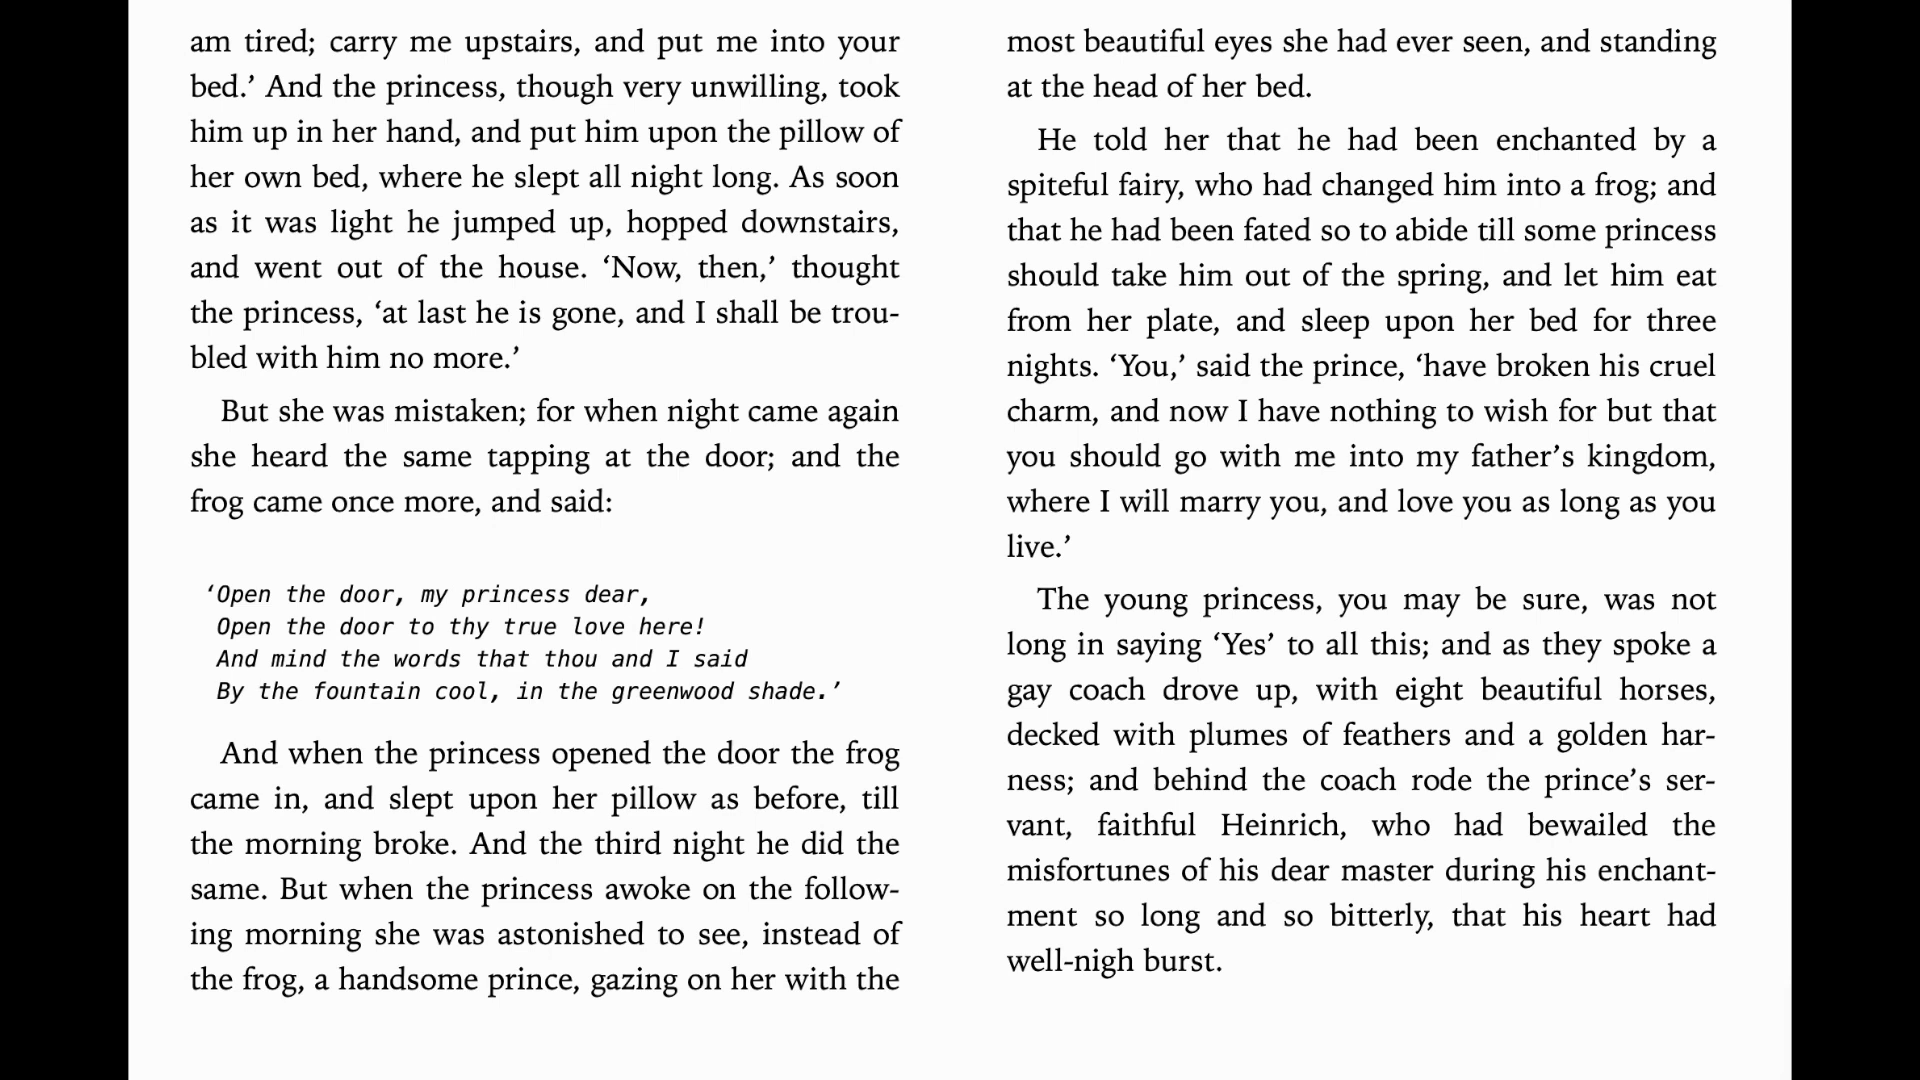 am tired; carry me upstairs, and put me into your
bed.’ And the princess, though very unwilling, took
him up in her hand, and put him upon the pillow of
her own bed, where he slept all night long. As soon
as it was light he jumped up, hopped downstairs,
and went out of the house. ‘Now, then,’ thought
the princess, ‘at last he is gone, and I shall be trou-
bled with him no more.’
But she was mistaken; for when night came again
she heard the same tapping at the door; and the
frog came once more, and said:
‘Open the door, my princess dear,
Open the door to thy true love here!
And mind the words that thou and I said
By the fountain cool, in the greenwood shade.’
And when the princess opened the door the frog
came in, and slept upon her pillow as before, till
the morning broke. And the third night he did the
same. But when the princess awoke on the follow-
ing morning she was astonished to see, instead of
the frog, a handsome prince, gazing on her with the
most beautiful eyes she had ever seen, and standing
at the head of her bed.
He told her that he had been enchanted by a
spiteful fairy, who had changed him into a frog; and
that he had been fated so to abide till some princess
should take him out of the spring, and let him eat
from her plate, and sleep upon her bed for three
nights. ‘You,’ said the prince, ‘have broken his cruel
charm, and now I have nothing to wish for but that
you should go with me into my father’s kingdom,
where I will marry you, and love you as long as you
live.’
The young princess, you may be sure, was not
long in saying ‘Yes’ to all this; and as they spoke a
gay coach drove up, with eight beautiful horses,
decked with plumes of feathers and a golden har-
ness; and behind the coach rode the prince’s ser-
vant, faithful Heinrich, who had bewailed the
misfortunes of his dear master during his enchant-
ment so long and so bitterly, that his heart had
well-nigh burst.